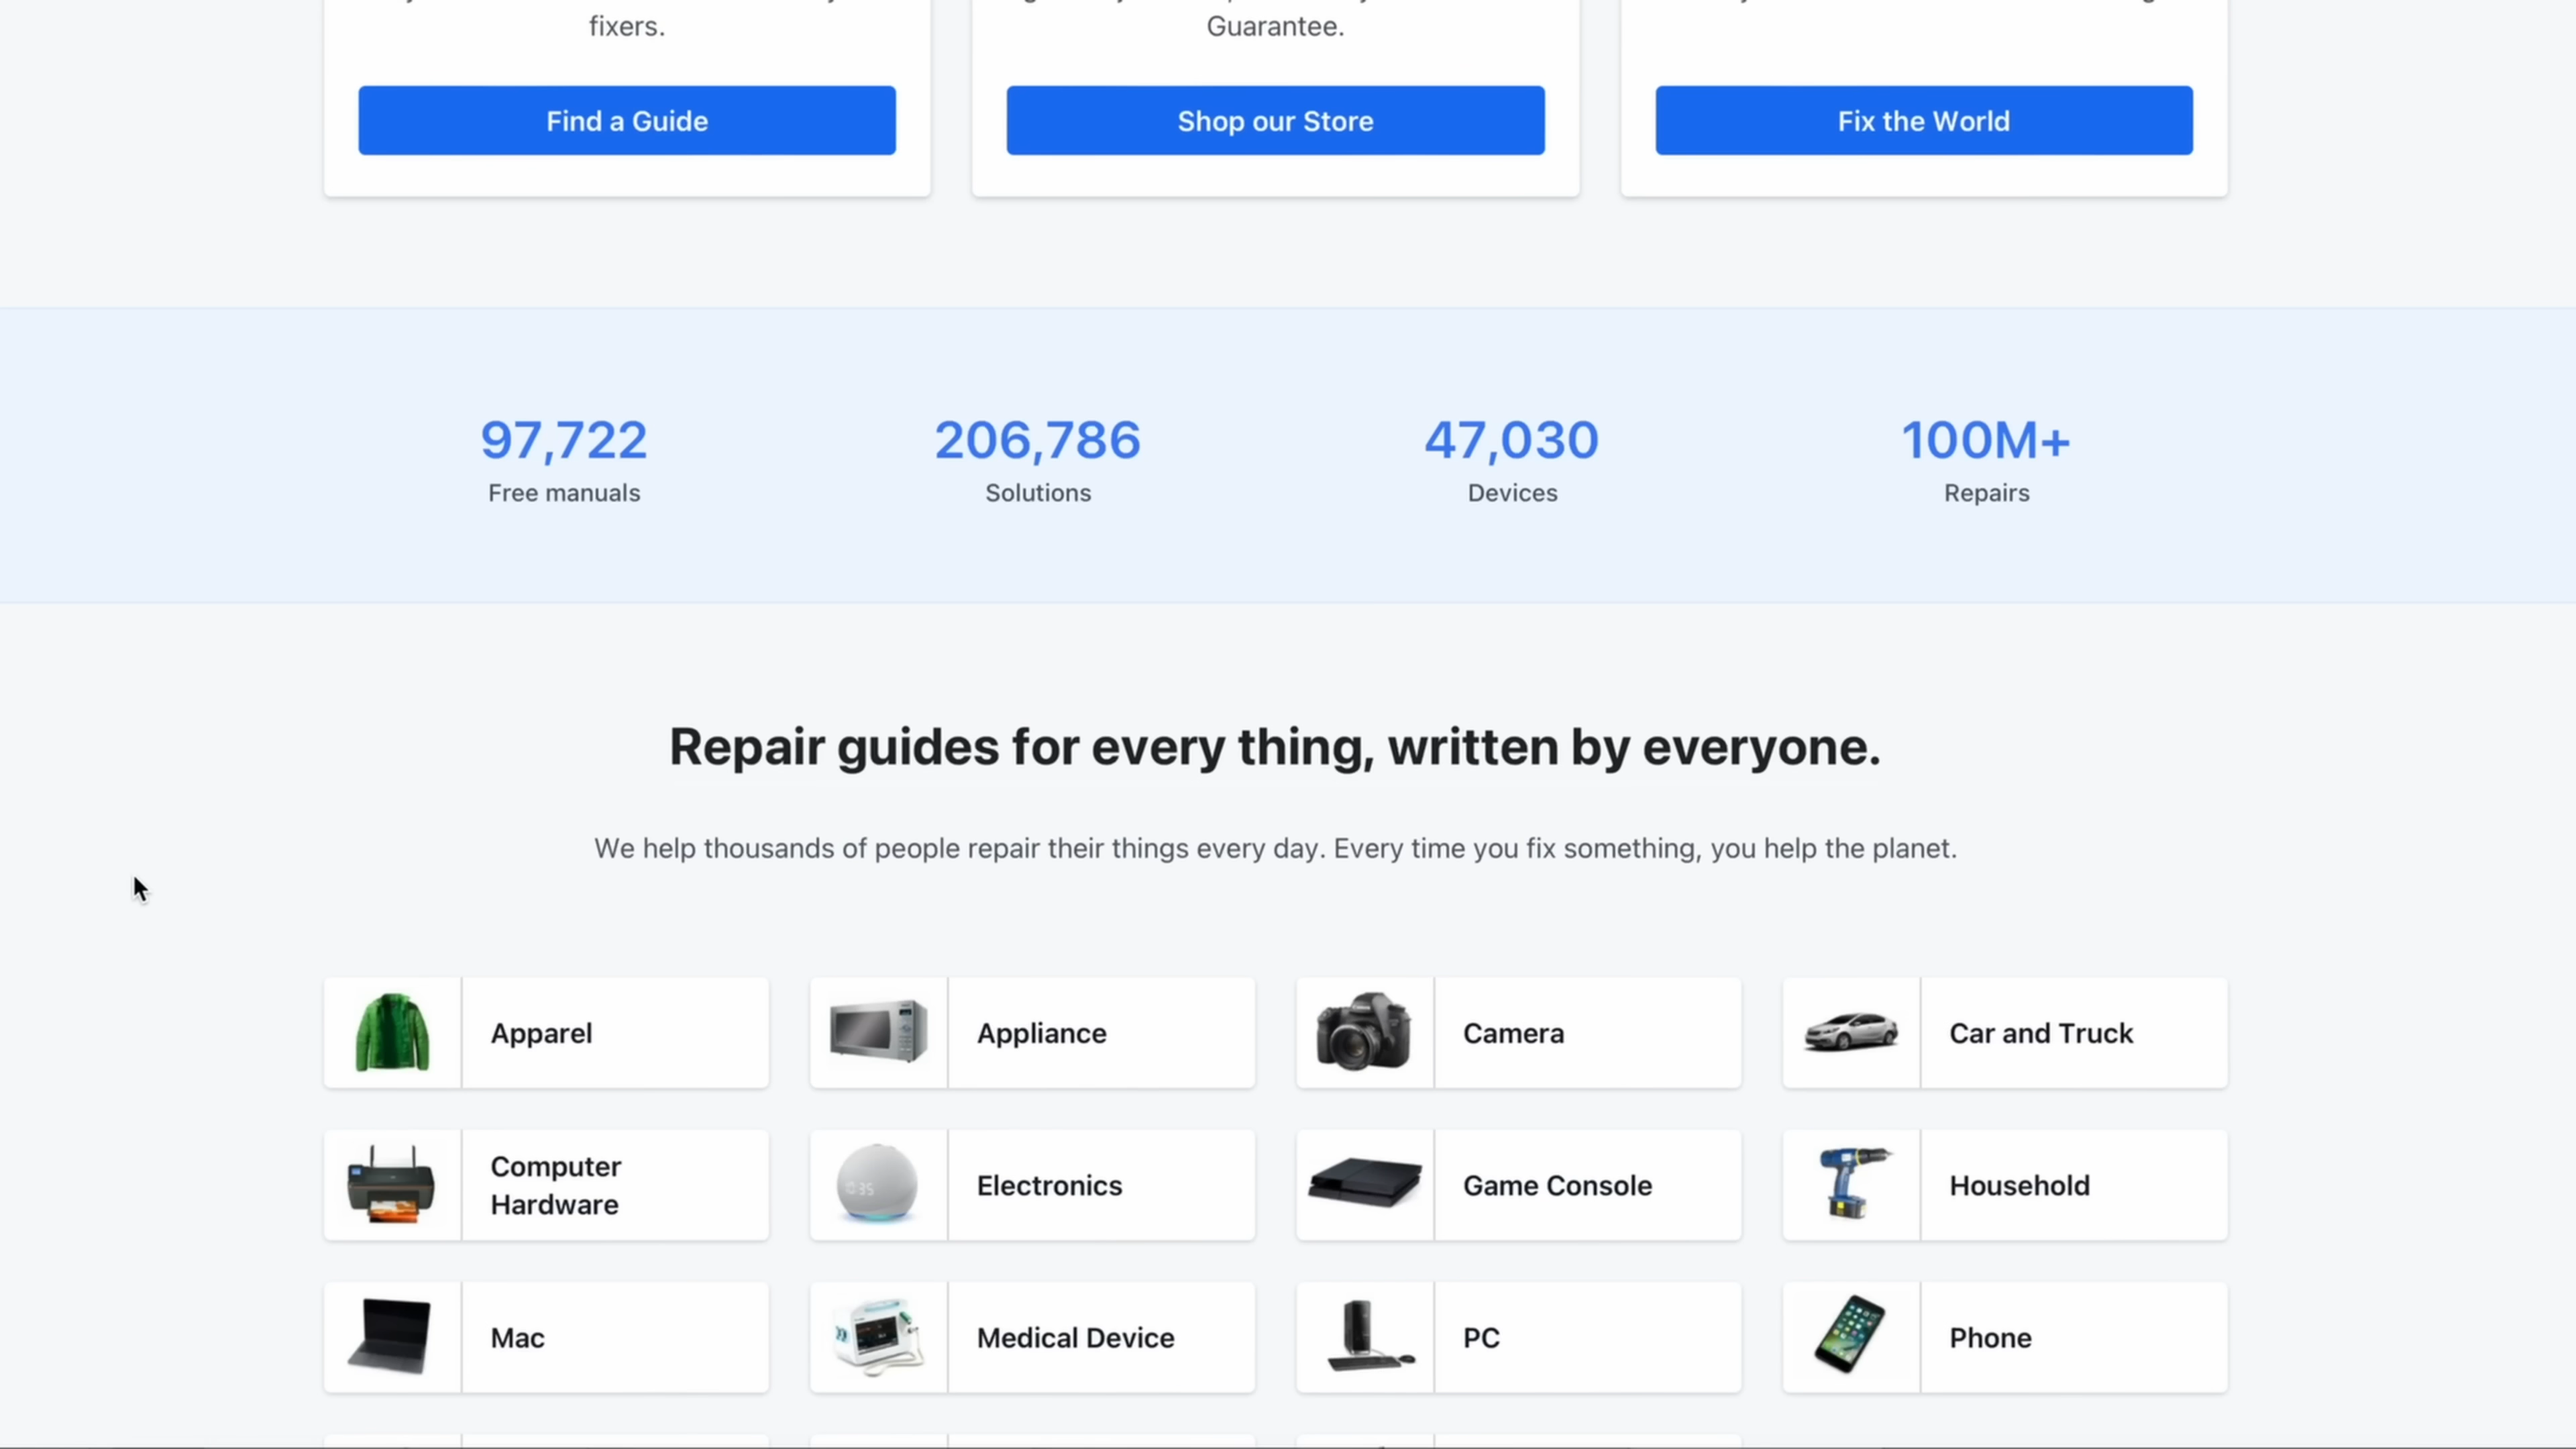 fixers.
Guarantee.
Find a Guide
Shop our Store
Fix the World
97,722
206,786
47,030
100M+
Free manuals
Solutions
Devices
Repairs
Repair guides for every thing, written by everyone.
We help thousands of people repair their things every day. Every time you fix something, you help the planet.
Apparel
Appliance
Camera
Car and Truck
Computer
Hardware
Electronics
Game Console
Household
Mac
Medical Device
PC
Phone